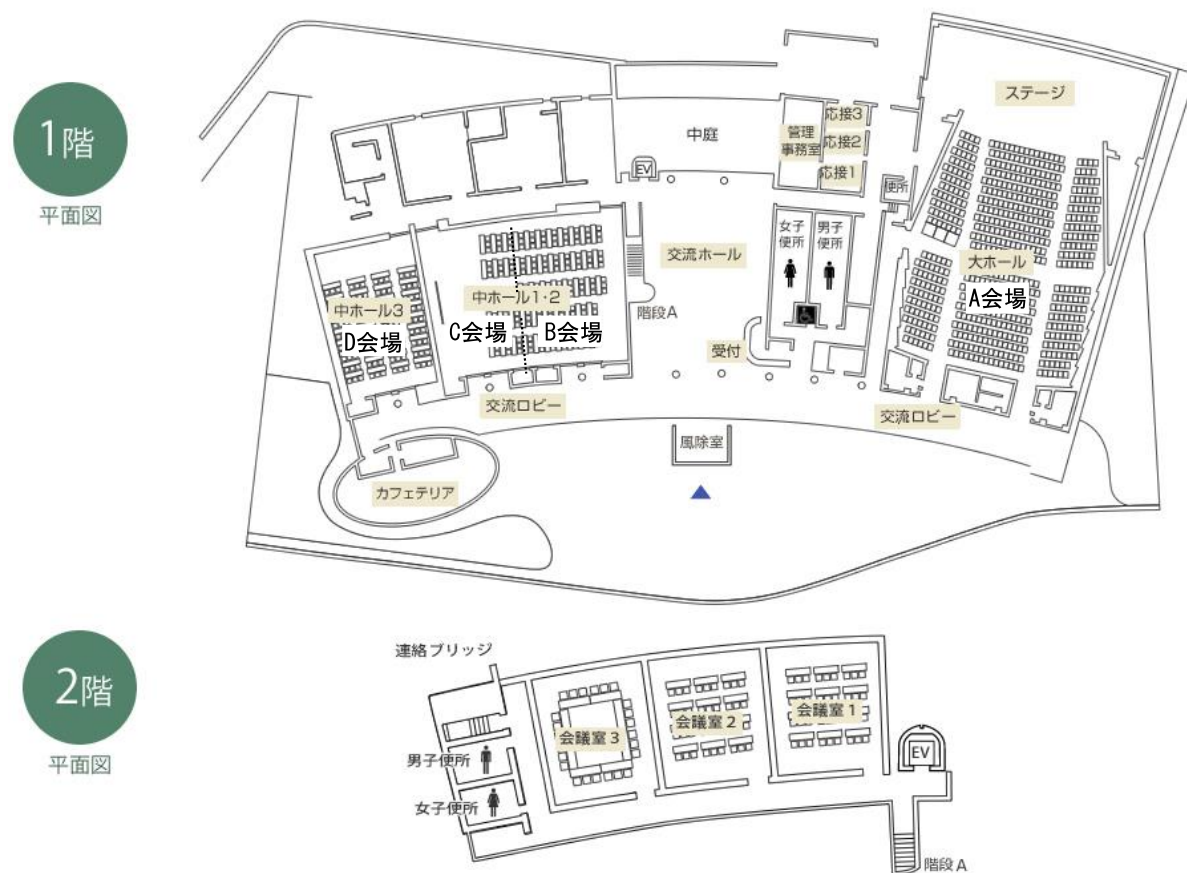 1階
平面図
ステージ
応接3
管理
事務室
応接2
応接1
中庭
EV
便所
女子
便所
男子
便所
交流ホール
大ホール
A会場
中ホール1・2
中ホール3
階段A
C会場
B会場
D会場
受付
交流ロビー
交流ロビー
風除室
カフェテリア
2階
平面図
連絡ブリッジ
会議室1
会議室2
会議室3
EV
男子便所
女子便所
階段A